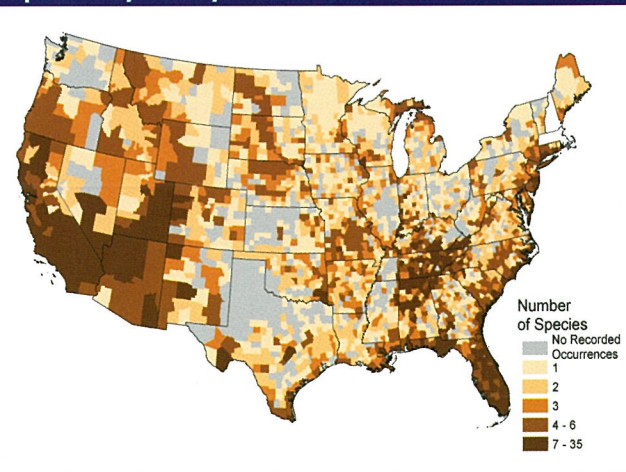 Number
of Species
No Recorded
Occurrences
1
2
3
4 - 6
7 - 35